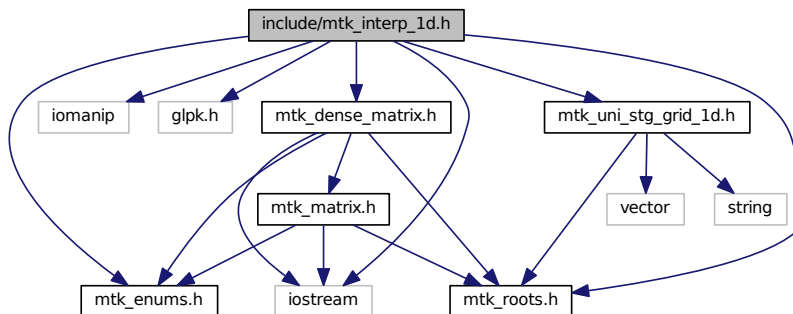 include/mtk_interp_1d.h
iomanip
glpk.h
mtk_dense_matrix.h
mtk_uni_stg_grid_1d.h
mtk_matrix.h
vector
string
mtk_enums.h
iostream
mtk_roots.h